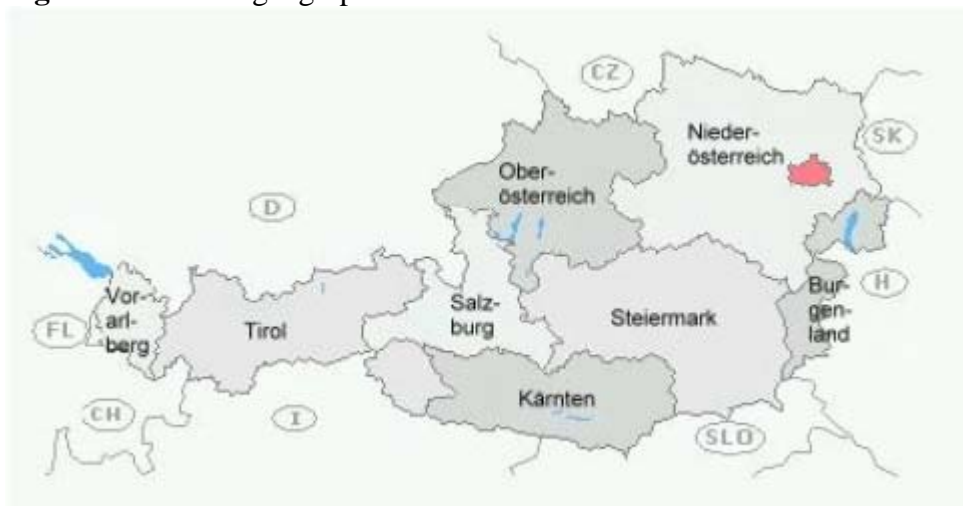 CZ
Nieder-
österreich
SK
Ober-
österreich
D
Vor-
arl-
berg
FL
Tirol
Salz-
burg
Steiermark
Bur-
gen-
land
H
Kärnten
CH
I
SLO